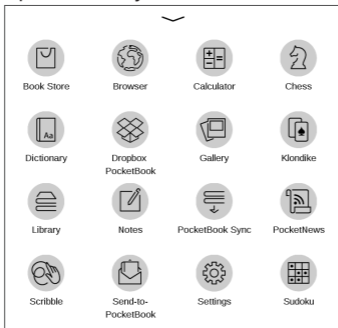 Book Store Browser Calculator Chess
Aa
Dictionary Dropbox PocketBook Gallery Klondike
Library Notes PocketBook Sync PocketNews
Scribble Send-to-PocketBook Settings Sudoku